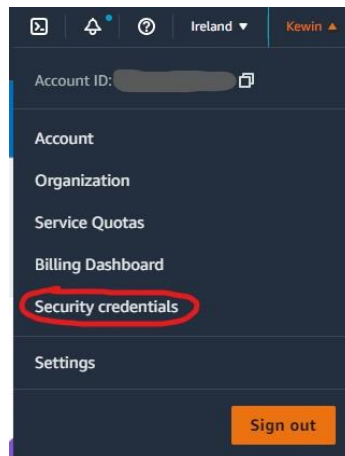 Ireland ▼ Kewin ▲
Account ID:
Account
Organization
Service Quotas
Billing Dashboard
Security credentials
Settings
Sign out